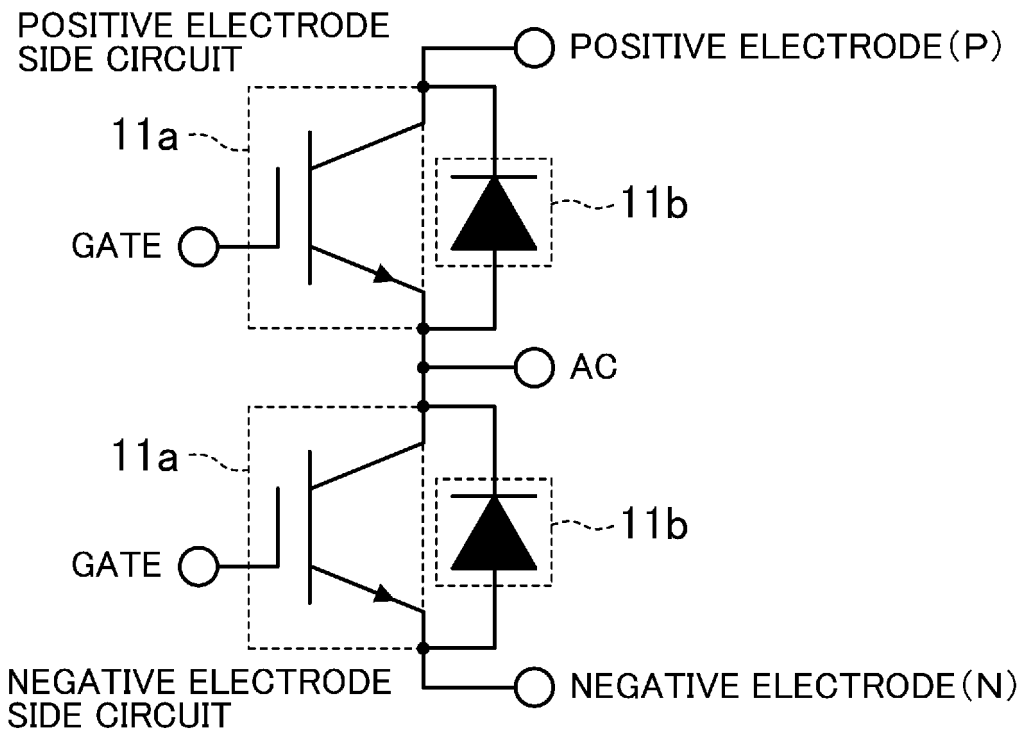 POSITIVE ELECTRODE
SIDE CIRCUIT
POSITIVE ELECTRODE(P)
11a
11b
GATE
AC
11a
11b
GATE
NEGATIVE ELECTRODE
SIDE CIRCUIT
NEGATIVE ELECTRODE(N)